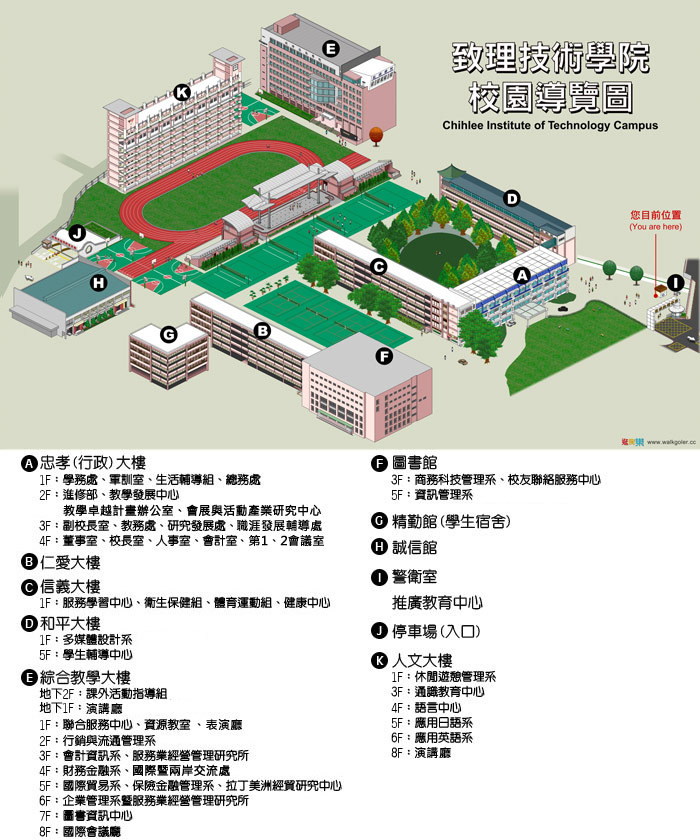 致理技術學院
校園導覽圖
Chihlee Institute of Technology Campus
您目前位置
(You are here)
E
K
D
J
C
A
I
H
G
B
F
蹓無嶺 www.walkgoler.cc
A 忠孝(行政)大樓
1F：學務處、軍訓室、生活輔導組、總務處
2F：進修部、教學發展中心
教學卓越計畫辦公室、會展與活動產業研究中心
3F：副校長室、教務處、研究發展處、職涯發展輔導處
4F：董事室、校長室、人事室、會計室、第1、2會議室
B 仁愛大樓
C 信義大樓
1F：服務學習中心、衛生保健組、體育運動組、健康中心
D 和平大樓
1F：多媒體設計系
5F：學生輔導中心
E 綜合教學大樓
地下2F：課外活動指導組
地下1F：演講廳
1F：聯合服務中心、資源教室、表演廳
2F：行銷與流通管理系
3F：會計資訊系、服務業經營管理研究所
4F：財務金融系、國際暨兩岸交流處
5F：國際貿易系、保險金融管理系、拉丁美洲經貿研究中心
6F：企業管理系暨服務業經營管理研究所
7F：圖書資訊中心
8F：國際會議廳
F 圖書館
3F：商務科技管理系、校友聯絡服務中心
5F：資訊管理系
G 精勤館(學生宿舍)
H 誠信館
I 警衛室
推廣教育中心
J 停車場(入口)
K 人文大樓
1F：休閒遊憩管理系
3F：通識教育中心
4F：語言中心
5F：應用日語系
6F：應用英語系
8F：演講廳